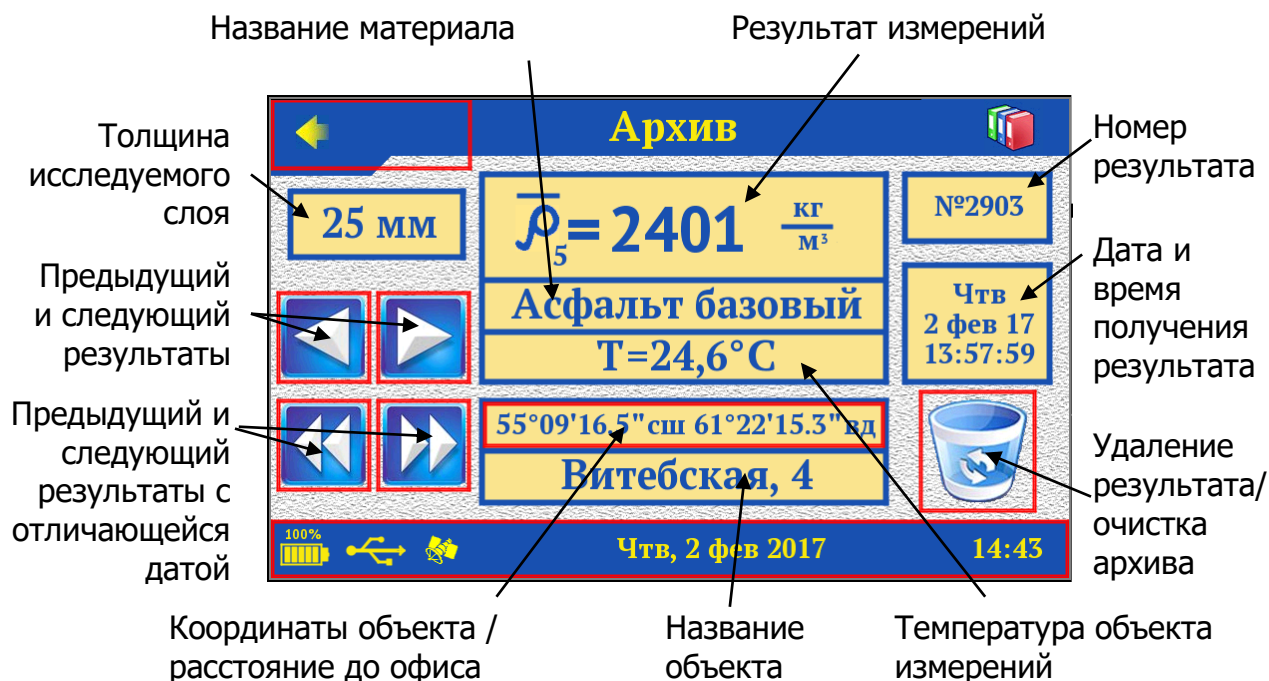 Название материала
Результат измерений
Толщина
исследуемого
слоя
Предыдущий
и следующий
результаты
Предыдущий и
следующий
результаты с
отличающейся
датой
Архив
25 мм
ρ̅₅ = 2401 кг/м³
Асфальт базовый
T=24,6°C
55°09'16.5"сш 61°22'15.3"вд
Витебская, 4
№2903
Чтв
2 фев 17
13:57:59
100%
Чтв, 2 фев 2017
14:43
Номер
результата
Дата и
время
получения
результата
Удаление
результата/
очистка
архива
Координаты объекта /
расстояние до офиса
Название
объекта
Температура объекта
измерений